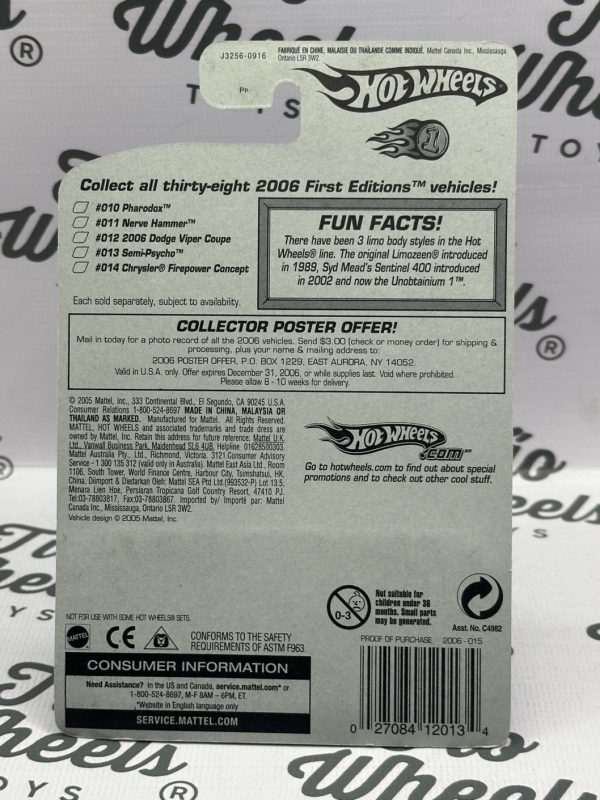 J3256-0916
FABRIQUÉ EN CHINE, MALAISIE OU THAÏLANDE COMME INDIQUÉ. Mattel Canada Inc., Mississauga,
Ontario L5R 3W2.
HOT WHEELS
1
Collect all thirty-eight 2006 First Editions™ vehicles!
#010 Pharodox™
#011 Nerve Hammer™
#012 2006 Dodge Viper Coupe
#013 Semi-Psycho™
#014 Chrysler® Firepower Concept
Each sold separately, subject to availability.
FUN FACTS!
There have been 3 limo body styles in the Hot
Wheels® line. The original Limozeen® introduced
in 1989, Syd Mead's Sentinel 400 introduced
in 2002 and now the Unobtainium 1™.
COLLECTOR POSTER OFFER!
Mail in today for a photo record of all the 2006 vehicles. Send $3.00 (check or money order) for shipping &
processing, plus your name & mailing address to:
2006 POSTER OFFER, P.O. BOX 1229, EAST AURORA, NY 14052.
Valid in U.S.A. only. Offer expires December 31, 2006, or while supplies last. Void where prohibited.
Please allow 8 - 10 weeks for delivery.
© 2005 Mattel, Inc., 333 Continental Blvd., El Segundo, CA 90245 U.S.A.
Consumer Relations 1-800-524-8697 MADE IN CHINA, MALAYSIA OR
THAILAND AS MARKED. Manufactured for Mattel. All Rights Reserved.
MATTEL, HOT WHEELS and associated trademarks and trade dress are
owned by Mattel, Inc. Retain this address for future reference: Mattel U.K.
Ltd., Vanwall Business Park, Maidenhead SL6 4UB. Helpline 01628500303.
Mattel Australia Pty., Ltd., Richmond, Victoria. 3121.Consumer Advisory
Service - 1 300 135 312 (valid only in Australia). Mattel East Asia Ltd., Room
1106, South Tower, World Finance Centre, Harbour City, Tsimshatsui, HK,
China. Diimport & Diedarkan Oleh: Mattel SEA Ptd Ltd.(993532-P) Lot 13.5,
Menara Lien Hoe, Persiaran Tropicana Golf Country Resort, 47410 PJ.
Tel:03-78803817, Fax:03-78803867. Importado by/ Importé par: Mattel
Canada Inc., Mississauga, Ontario L5R 3W2.
Vehicle design © 2005 Mattel, Inc.
HOT WHEELS
.COM™
Go to hotwheels.com to find out about special
promotions and to check out other cool stuff.
0-3
Not suitable for
children under 36
months. Small parts
may be generated.
Asst. No. C4982
NOT FOR USE WITH SOME HOT WHEELS® SETS.
MATTEL
CE
CONFORMS TO THE SAFETY
REQUIREMENTS OF ASTM F963.
PROOF OF PURCHASE 2006 - 015
CONSUMER INFORMATION
Need Assistance? In the US and Canada, service.mattel.com* or
1-800-524-8697, M-F 8AM – 6PM, ET.
*Website in English language only
SERVICE.MATTEL.COM
0 27084 12013 4
Wheels
TOYS
®